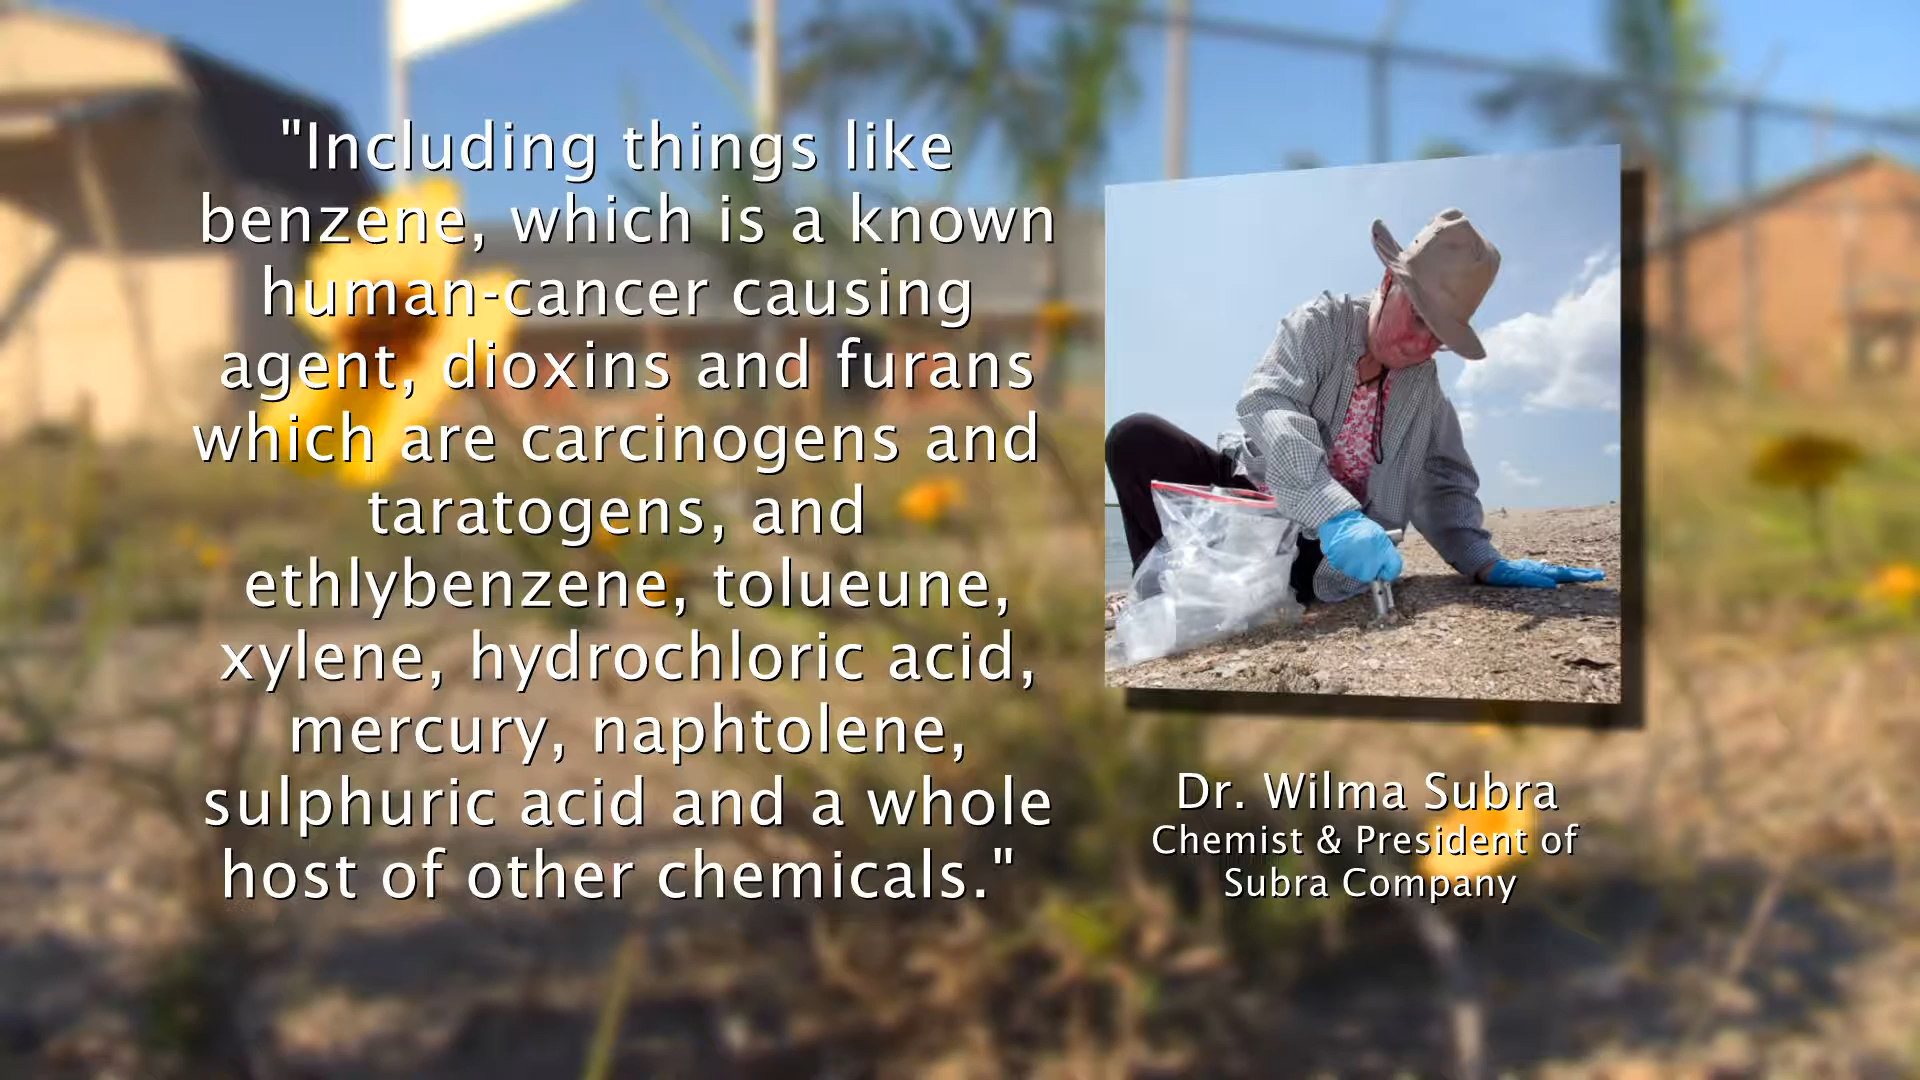 "Including things like
benzene, which is a known
human-cancer causing
agent, dioxins and furans
which are carcinogens and
taratogens, and
ethlybenzene, tolueune,
xylene, hydrochloric acid,
mercury, naphtolene,
sulphuric acid and a whole
host of other chemicals."
Dr. Wilma Subra
Chemist & President of
Subra Company